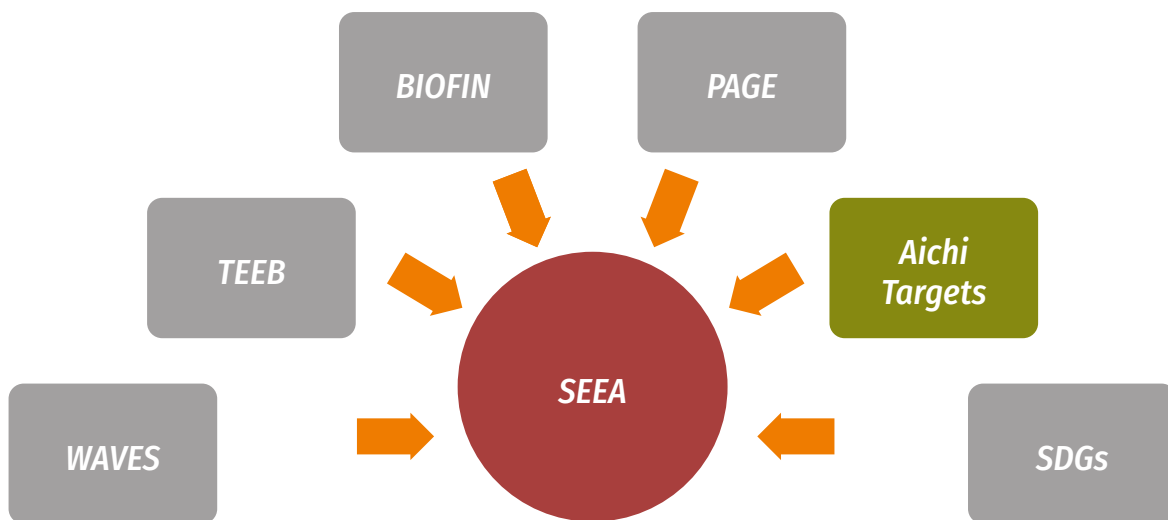 BIOFIN
PAGE
TEEB
Aichi
Targets
SEEA
WAVES
SDGs